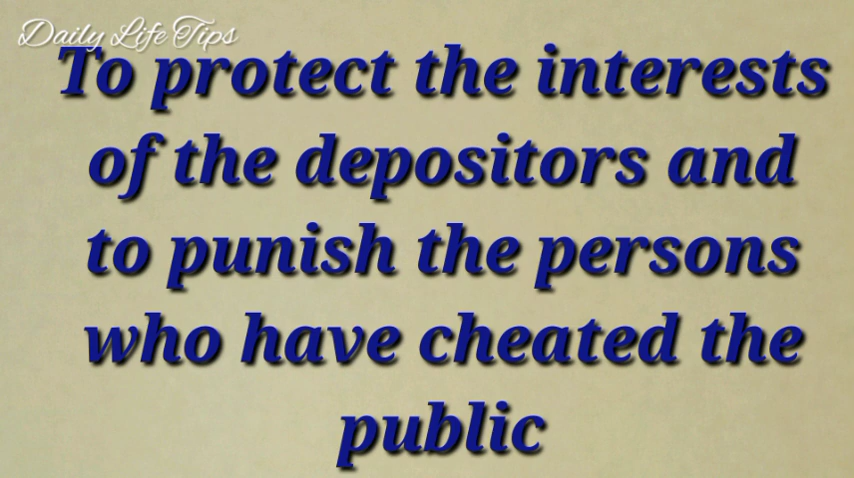 Daily Life Tips
To protect the interests
of the depositors and
to punish the persons
who have cheated the
public